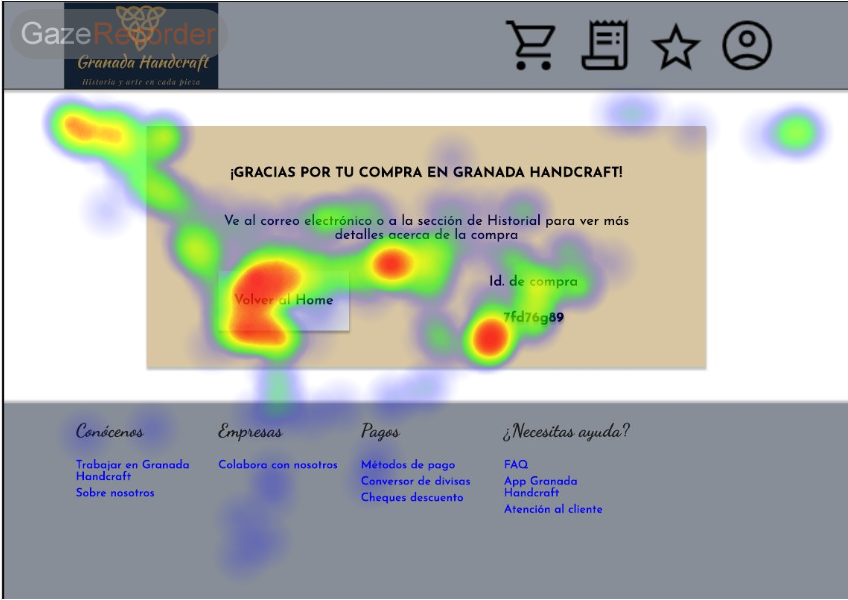 GazeRecorder
Granada Handcraft
Historia y arte en cada pieza
¡GRACIAS POR TU COMPRA EN GRANADA HANDCRAFT!
Ve al correo electrónico o a la sección de Historial para ver más
detalles acerca de la compra
Volver al Home
Id. de compra
7fd76g89
Conócenos
Trabajar en Granada
Handcraft
Sobre nosotros
Empresas
Colabora con nosotros
Pagos
Métodos de pago
Conversor de divisas
Cheques descuento
¿Necesitas ayuda?
FAQ
App Granada
Handcraft
Atención al cliente